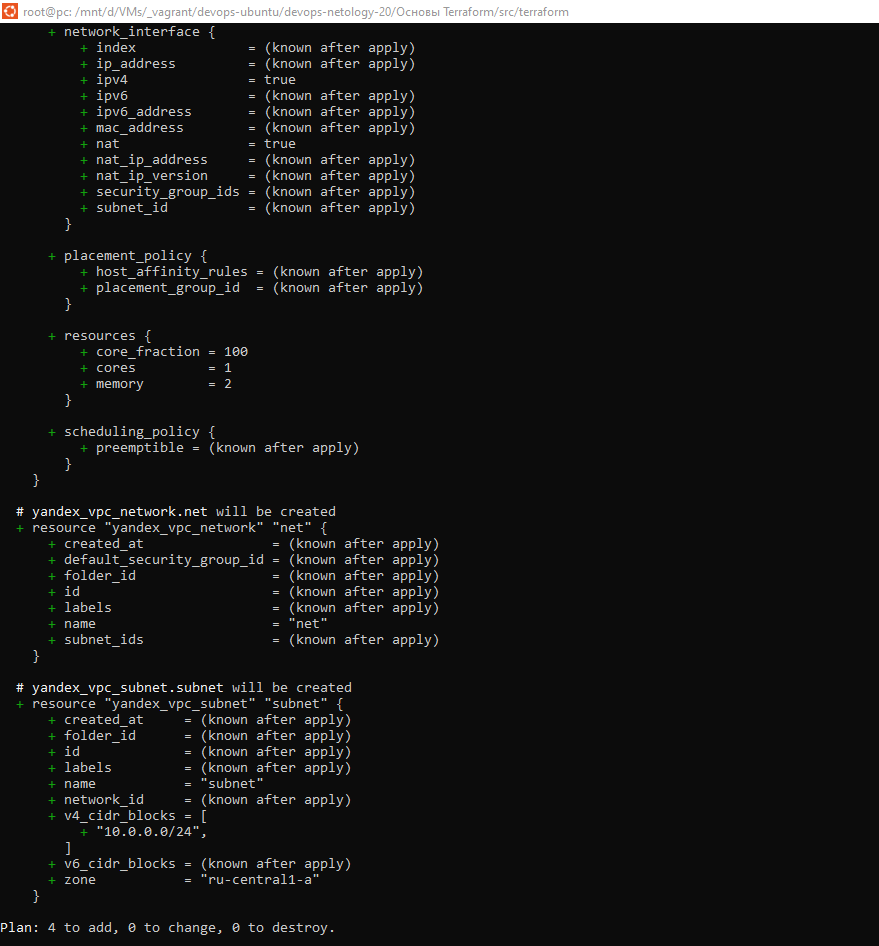 root@pc: /mnt/d/VMs/_vagrant/devops-ubuntu/devops-netology-20/Основы Terraform/src/terraform
      + network_interface {
          + index              = (known after apply)
          + ip_address         = (known after apply)
          + ipv4               = true
          + ipv6               = (known after apply)
          + ipv6_address       = (known after apply)
          + mac_address        = (known after apply)
          + nat                = true
          + nat_ip_address     = (known after apply)
          + nat_ip_version     = (known after apply)
          + security_group_ids = (known after apply)
          + subnet_id          = (known after apply)
        }

      + placement_policy {
          + host_affinity_rules = (known after apply)
          + placement_group_id  = (known after apply)
        }

      + resources {
          + core_fraction = 100
          + cores         = 1
          + memory        = 2
        }

      + scheduling_policy {
          + preemptible = (known after apply)
        }
    }

  # yandex_vpc_network.net will be created
  + resource "yandex_vpc_network" "net" {
      + created_at                = (known after apply)
      + default_security_group_id = (known after apply)
      + folder_id                 = (known after apply)
      + id                        = (known after apply)
      + labels                    = (known after apply)
      + name                      = "net"
      + subnet_ids                = (known after apply)
    }

  # yandex_vpc_subnet.subnet will be created
  + resource "yandex_vpc_subnet" "subnet" {
      + created_at     = (known after apply)
      + folder_id      = (known after apply)
      + id             = (known after apply)
      + labels         = (known after apply)
      + name           = "subnet"
      + network_id     = (known after apply)
      + v4_cidr_blocks = [
          + "10.0.0.0/24",
        ]
      + v6_cidr_blocks = (known after apply)
      + zone           = "ru-central1-a"
    }

Plan: 4 to add, 0 to change, 0 to destroy.